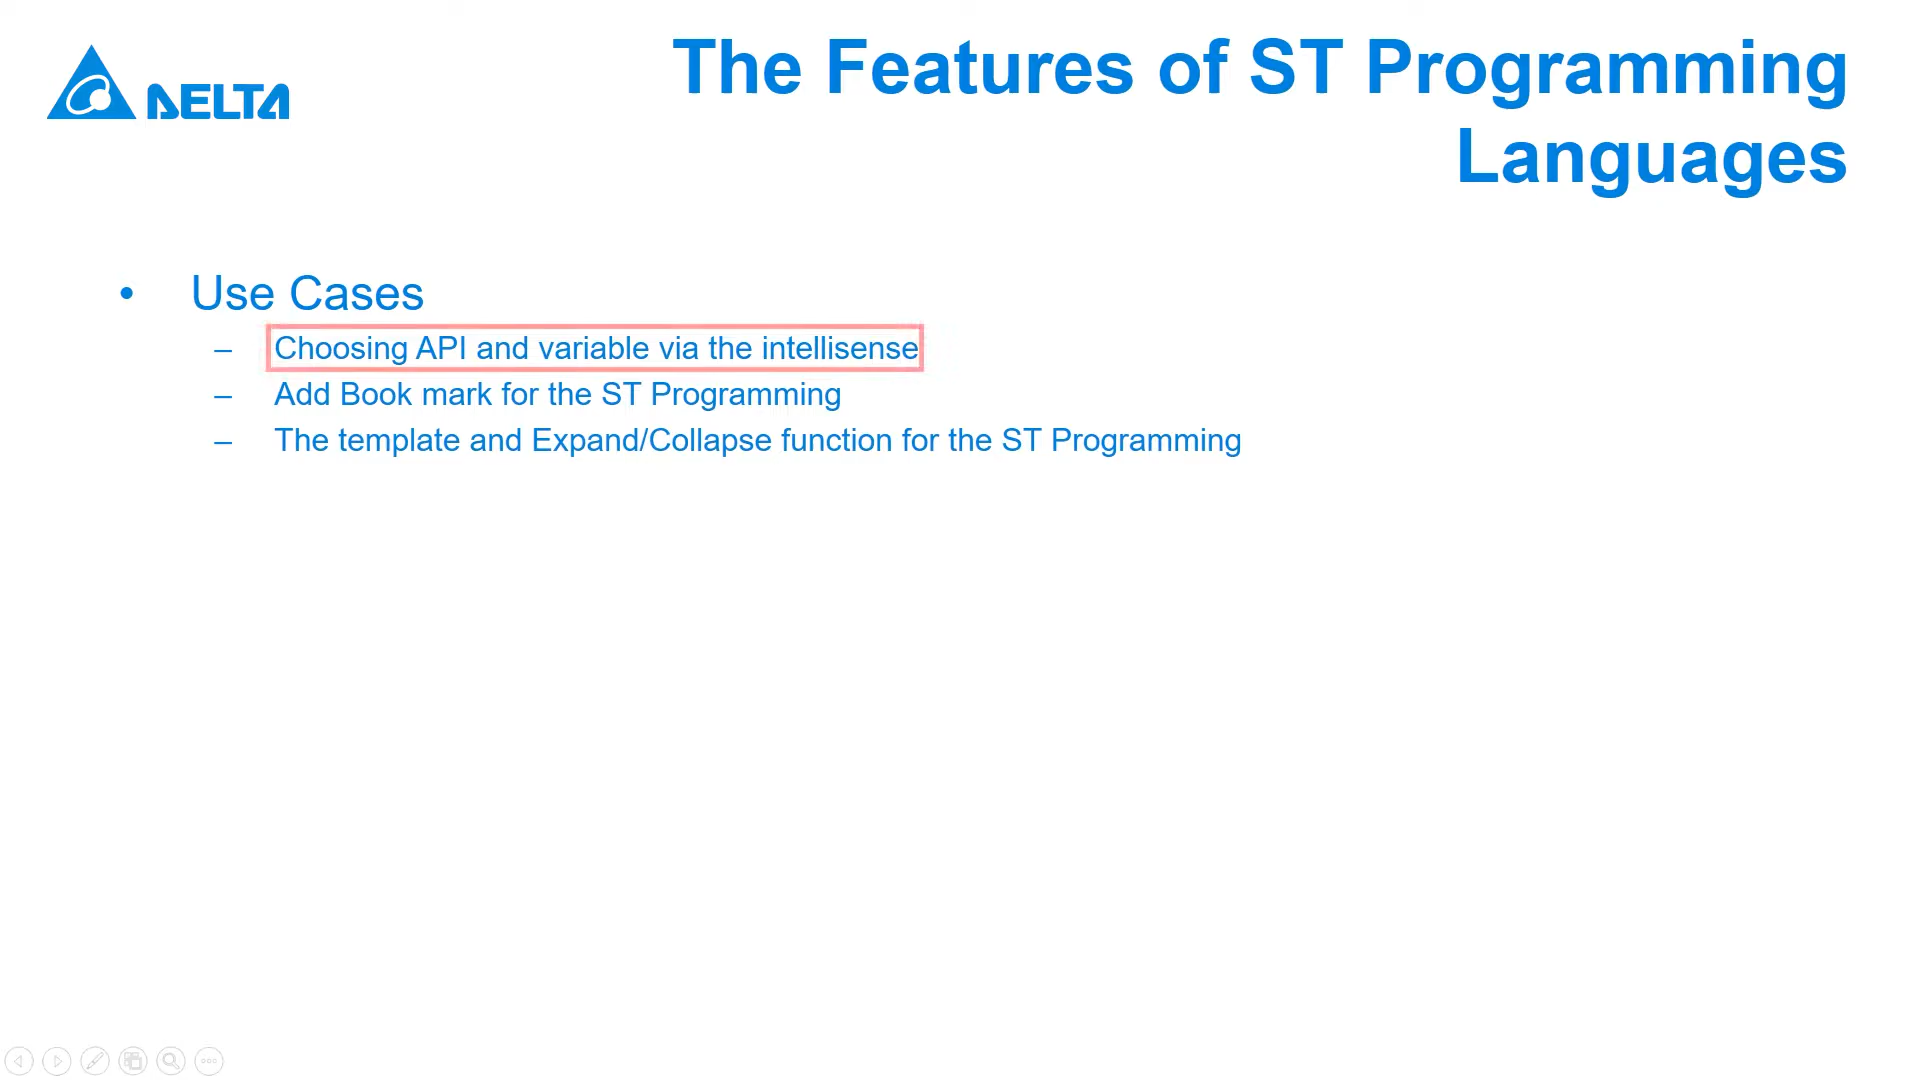 DELTA
The Features of ST Programming
Languages
• Use Cases
– Choosing API and variable via the intellisense
– Add Book mark for the ST Programming
– The template and Expand/Collapse function for the ST Programming